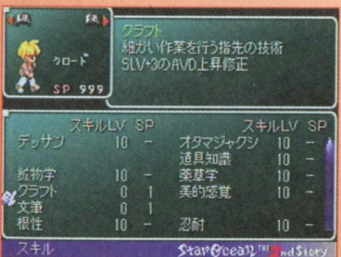 クラフト
細かい作業を行う指先の技術
SLV+3のAVD上昇修正
クロード
SP 999
スキルLV SP スキルLV SP
デッサン 10 - オタマジャクシ 10 -
道具知識 10 -
鉱物学 10 - 薬草学 10 -
クラフト 0 1 美的感覚 10 -
文筆 0 1
根性 10 - 忍耐 10 -
スキル
Star Ocean THE 2nd Story